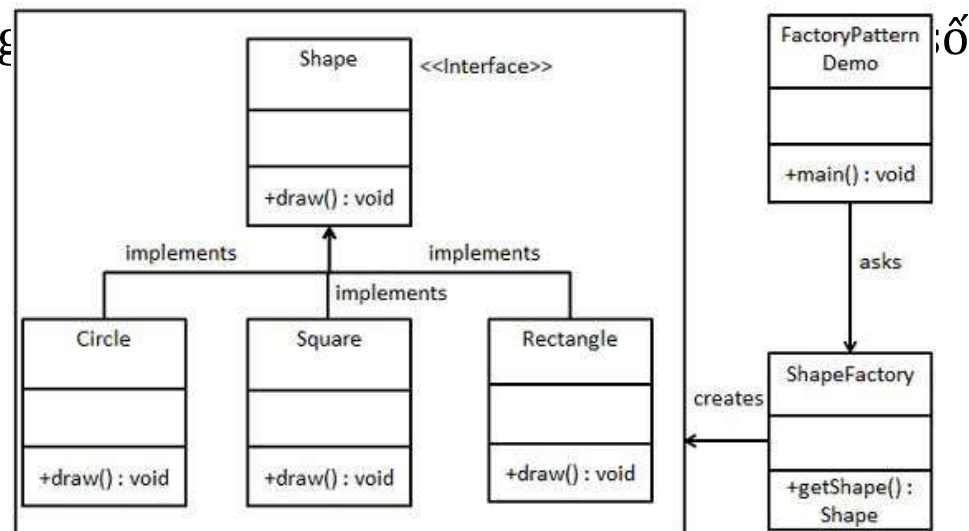 Shape
<<Interface>>
+draw() : void
implements
implements
implements
Circle
+draw() : void
Square
+draw() : void
Rectangle
+draw() : void
FactoryPattern
Demo
+main() : void
asks
ShapeFactory
+getShape() :
Shape
creates